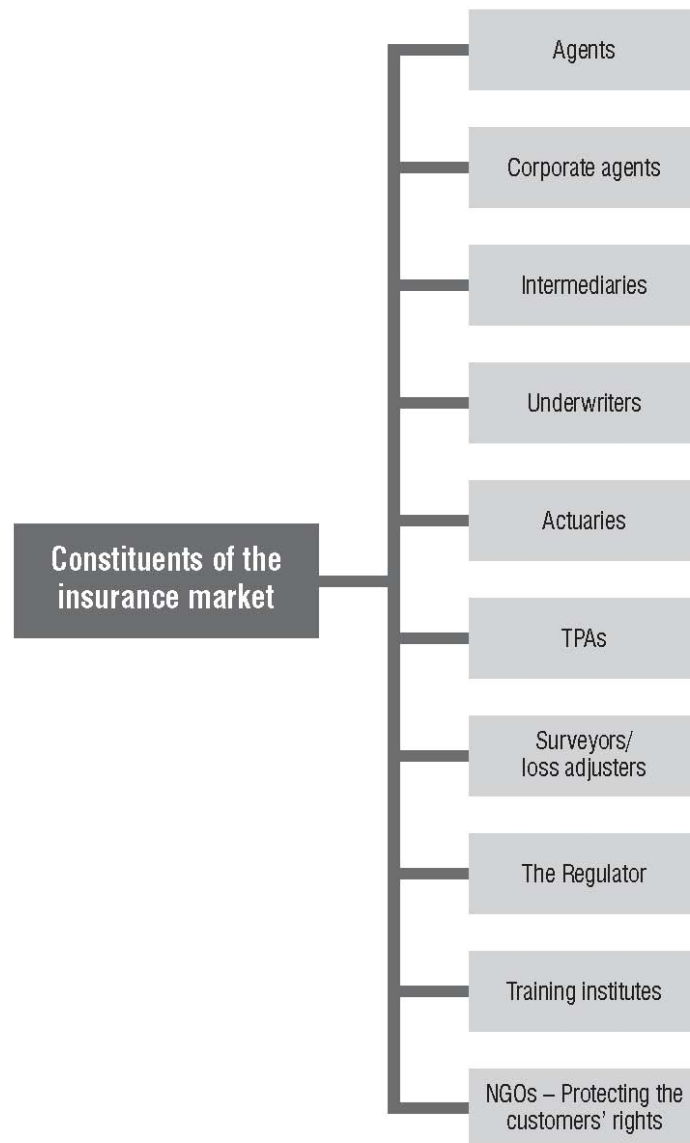 Agents
Corporate agents
Intermediaries
Underwriters
Actuaries
Constituents of the
insurance market
TPAs
Surveyors/
loss adjusters
The Regulator
Training institutes
NGOs – Protecting the
customers’ rights